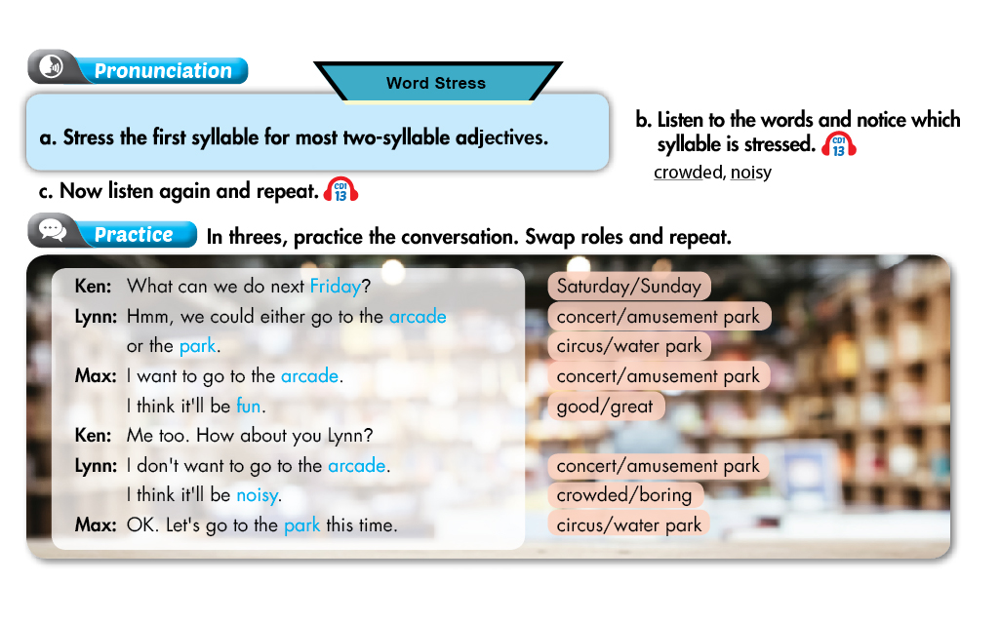 Pronunciation
Word Stress
a. Stress the first syllable for most two-syllable adjectives.
b. Listen to the words and notice which
syllable is stressed. CD1 13
crowded, noisy
c. Now listen again and repeat. CD1 13
Practice
In threes, practice the conversation. Swap roles and repeat.
Ken: What can we do next Friday?
Saturday/Sunday
Lynn: Hmm, we could either go to the arcade
concert/amusement park
or the park.
circus/water park
Max: I want to go to the arcade.
concert/amusement park
I think it'll be fun.
good/great
Ken: Me too. How about you Lynn?
Lynn: I don't want to go to the arcade.
concert/amusement park
I think it'll be noisy.
crowded/boring
Max: OK. Let's go to the park this time.
circus/water park